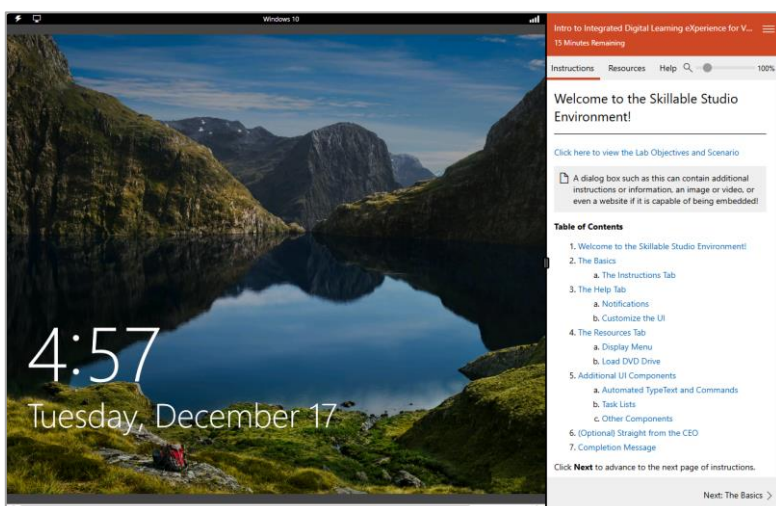 Windows 10
4:57
Tuesday, December 17
Intro to Integrated Digital Learning eXperience for V...
15 Minutes Remaining
Instructions Resources Help 100%
Welcome to the Skillable Studio
Environment!
Click here to view the Lab Objectives and Scenario
A dialog box such as this can contain additional
instructions or information, an image or video, or
even a website if it is capable of being embedded!
Table of Contents
1. Welcome to the Skillable Studio Environment!
2. The Basics
a. The Instructions Tab
3. The Help Tab
a. Notifications
b. Customize the UI
4. The Resources Tab
a. Display Menu
b. Load DVD Drive
5. Additional UI Components
a. Automated TypeText and Commands
b. Task Lists
c. Other Components
6. (Optional) Straight from the CEO
7. Completion Message
Click Next to advance to the next page of instructions.
Next: The Basics >